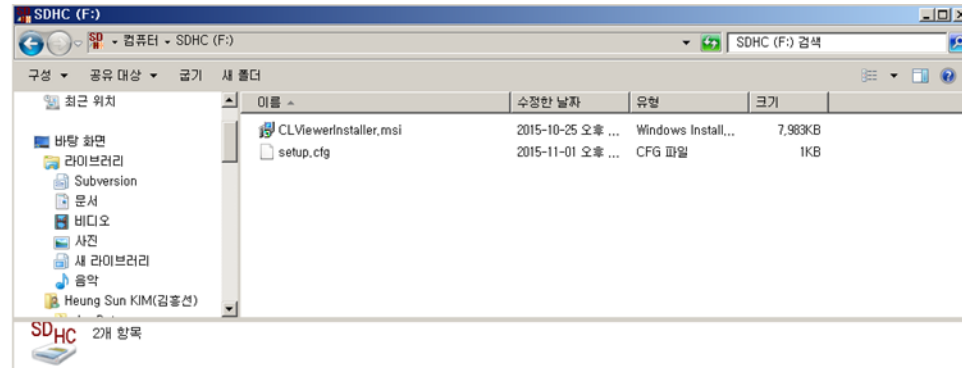 SDHC (F:)
컴퓨터 SDHC (F:) SDHC (F:) 검색
구성 공유 대상 굽기 새 폴더
최근 위치
바탕 화면
라이브러리
Subversion
문서
비디오
사진
새 라이브러리
음악
Heung Sun KIM(김흥선)
이름 수정한 날짜 유형 크기
CLViewerInstaller.msi 2015-10-25 오후 ... Windows Install... 7,983KB
setup.cfg 2015-11-01 오후 ... CFG 파일 1KB
SDHC 2개 항목